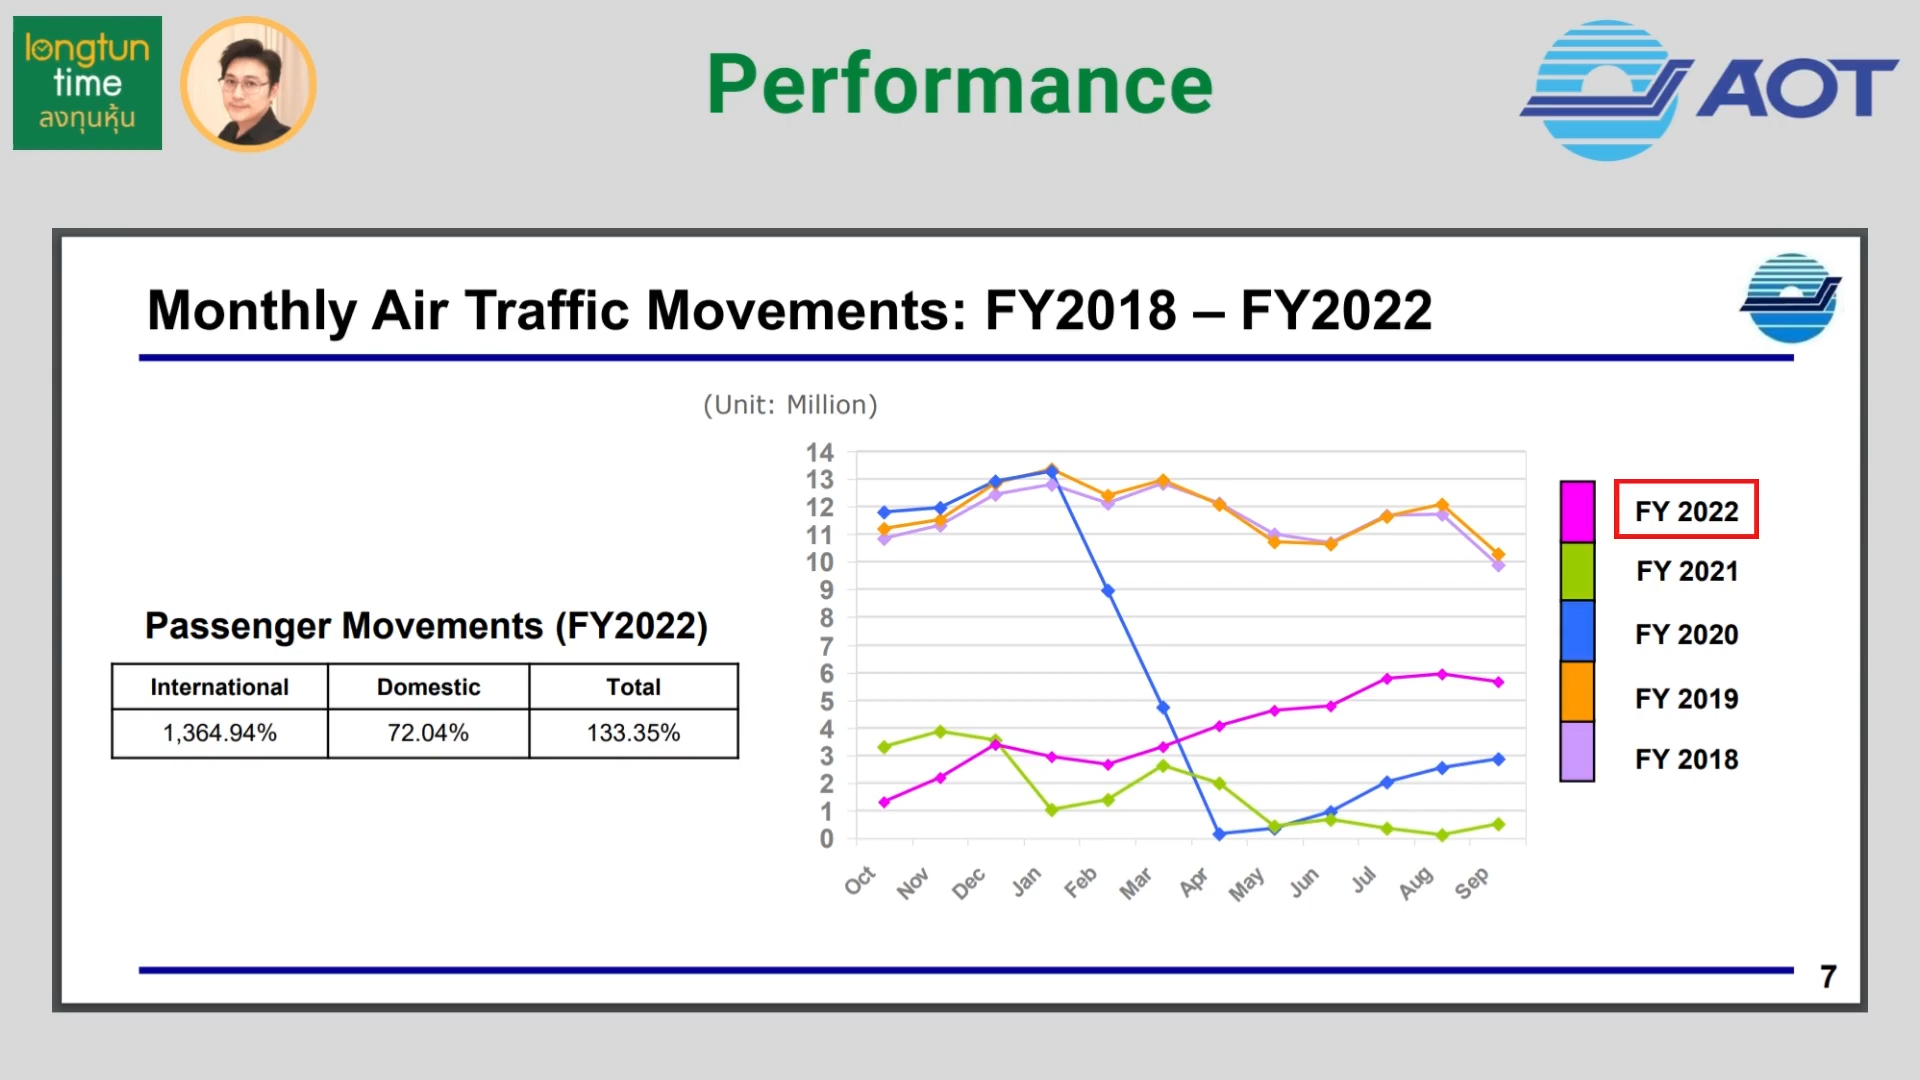 longtun
time
ลงทุนหุ้น
Performance
AOT
Monthly Air Traffic Movements: FY2018 – FY2022
(Unit: Million)
14
13
12
11
10
9
8
7
6
5
4
3
2
1
0
Oct Nov Dec Jan Feb Mar Apr May Jun Jul Aug Sep
FY 2022
FY 2021
FY 2020
FY 2019
FY 2018
Passenger Movements (FY2022)
International Domestic Total
1,364.94% 72.04% 133.35%
7